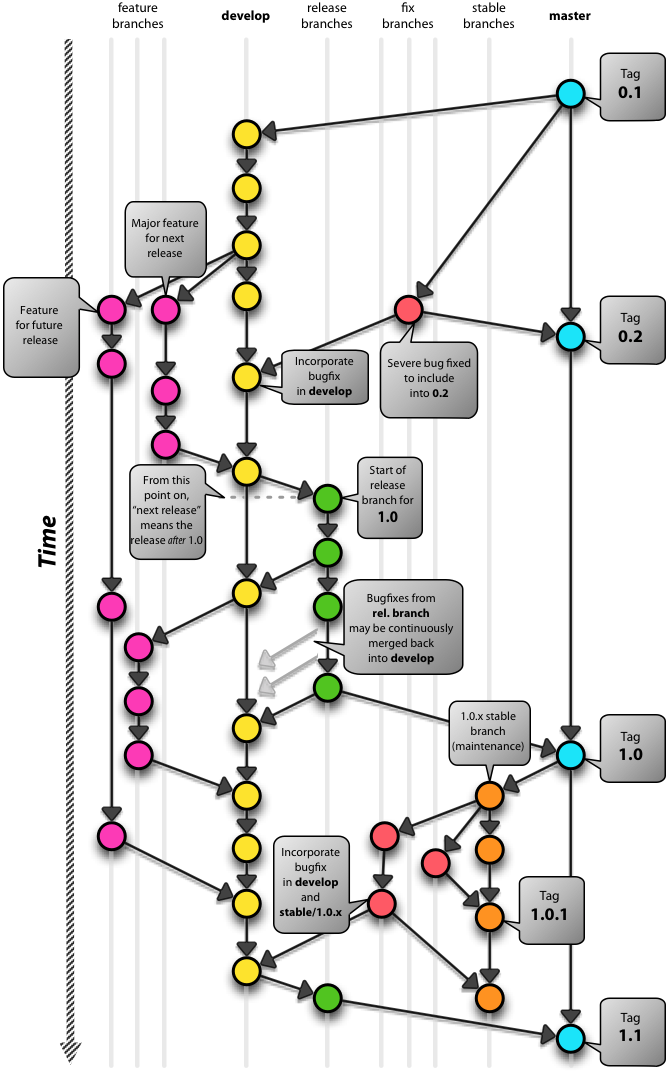 feature
branches
develop
release
branches
fix
branches
stable
branches
master
Tag
0.1
Major feature
for next
release
Feature
for future
release
Tag
0.2
Incorporate
bugfix
in develop
Severe bug fixed
to include
into 0.2
From this
point on,
“next release”
means the
release after 1.0
Start of
release
branch for
1.0
Time
Bugfixes from
rel. branch
may be continuously
merged back
into develop
1.0.x stable
branch
(maintenance)
Tag
1.0
Incorporate
bugfix
in develop
and
stable/1.0.x
Tag
1.0.1
Tag
1.1